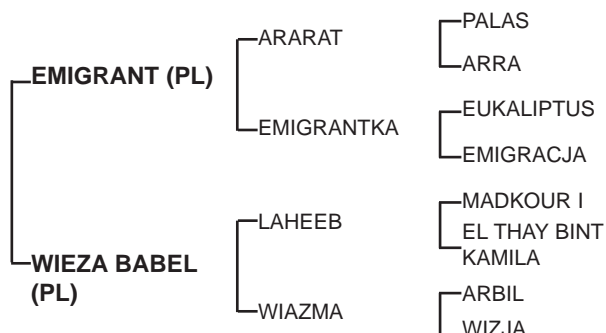 PALAS
ARARAT
ARRA
EMIGRANT (PL)
EUKALIPTUS
EMIGRANTKA
EMIGRACJA
MADKOUR I
LAHEEB
EL THAY BINT
KAMILA
WIEZA BABEL
(PL)
ARBIL
WIAZMA
WIZJA